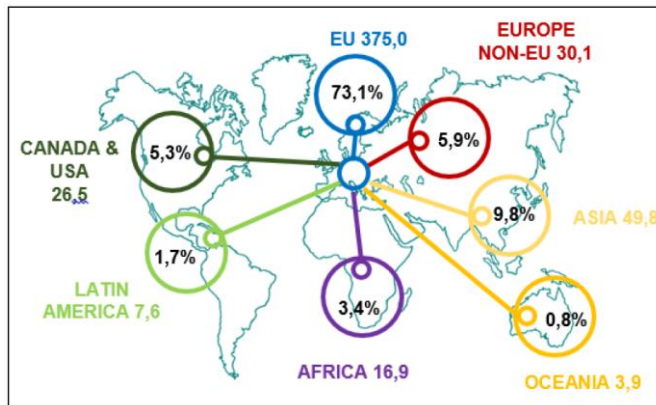 EU 375,0
EUROPE
NON-EU 30,1
73,1%
5,9%
CANADA &
USA
26,5
5,3%
9,8%
ASIA 49,8
1,7%
LATIN
AMERICA 7,6
3,4%
AFRICA 16,9
0,8%
OCEANIA 3,9